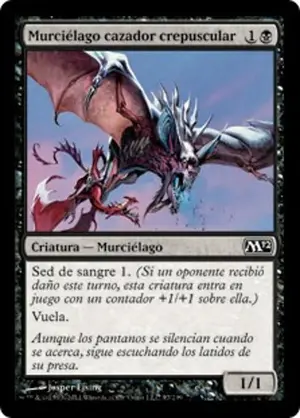 Murciélago cazador crepuscular 1
Criatura — Murciélago
M12
Sed de sangre 1. (Si un oponente recibió
daño este turno, esta criatura entra en
juego con un contador +1/+1 sobre ella.)
Vuela.
Aunque los pantanos se silencian cuando
se acerca, sigue escuchando los latidos de
su presa.
1/1